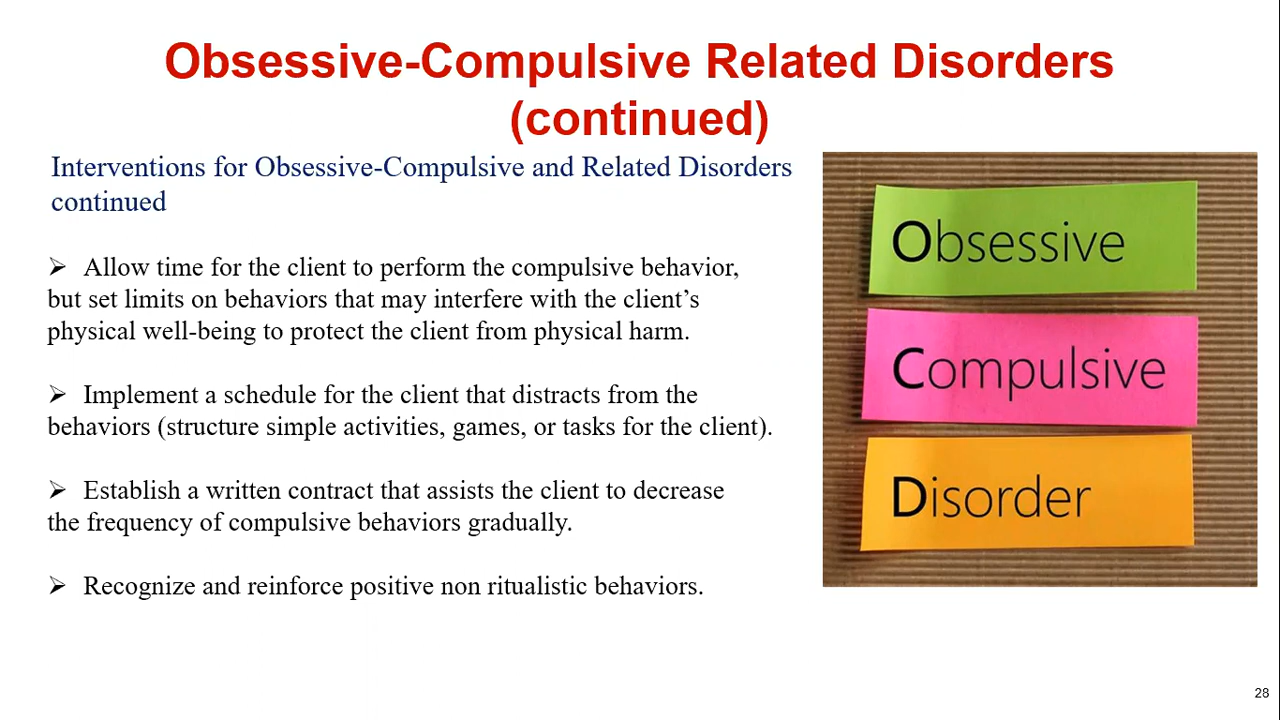 Obsessive-Compulsive Related Disorders
(continued)
Interventions for Obsessive-Compulsive and Related Disorders
continued
➢ Allow time for the client to perform the compulsive behavior,
but set limits on behaviors that may interfere with the client’s
physical well-being to protect the client from physical harm.
➢ Implement a schedule for the client that distracts from the
behaviors (structure simple activities, games, or tasks for the client).
➢ Establish a written contract that assists the client to decrease
the frequency of compulsive behaviors gradually.
➢ Recognize and reinforce positive non ritualistic behaviors.
Obsessive
Compulsive
Disorder
28